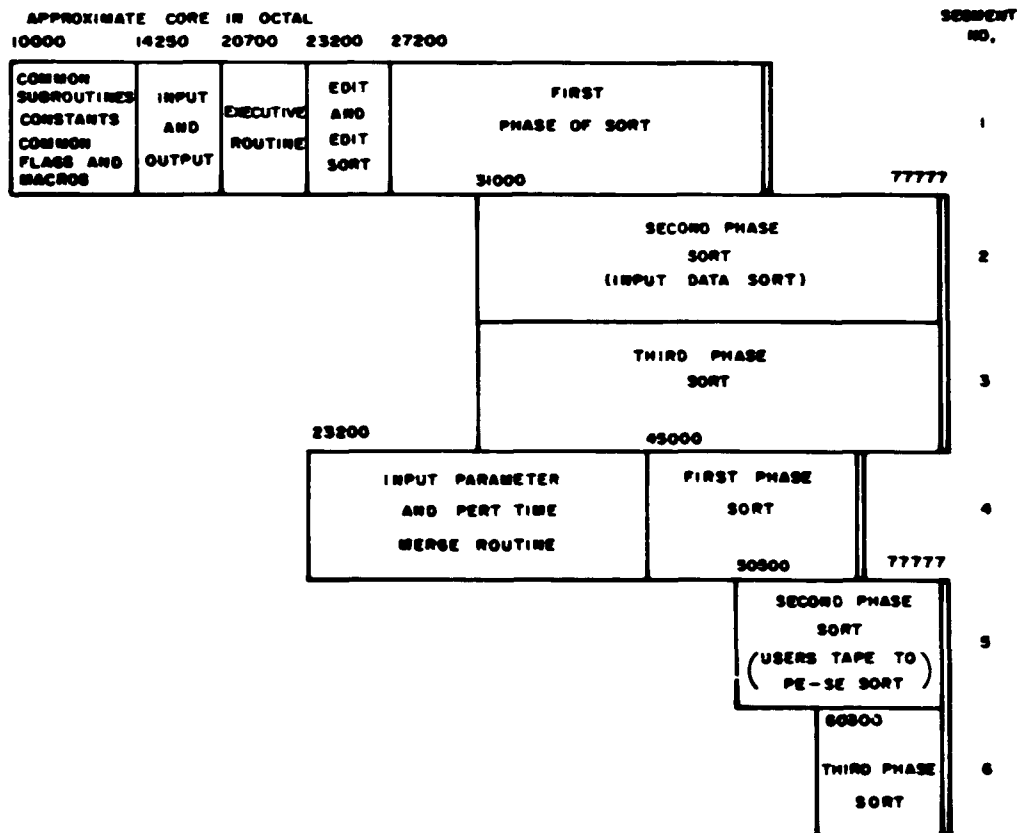 APPROXIMATE CORE IN OCTAL
SEGMENT
NO.
10000 14250 20700 23200 27200
COMMON
SUBROUTINES
CONSTANTS
COMMON
FLAGS AND
MACROS
INPUT
AND
OUTPUT
EXECUTIVE
ROUTINE
EDIT
AND
EDIT
SORT
FIRST
PHASE OF SORT
1
31000
77777
SECOND PHASE
SORT
(INPUT DATA SORT)
2
THIRD PHASE
SORT
3
23200
45000
INPUT PARAMETER
AND PERT TIME
MERGE ROUTINE
FIRST PHASE
SORT
4
77777
SECOND PHASE
SORT
(USERS TAPE TO
PE-SE SORT)
5
THIRD PHASE
SORT
6